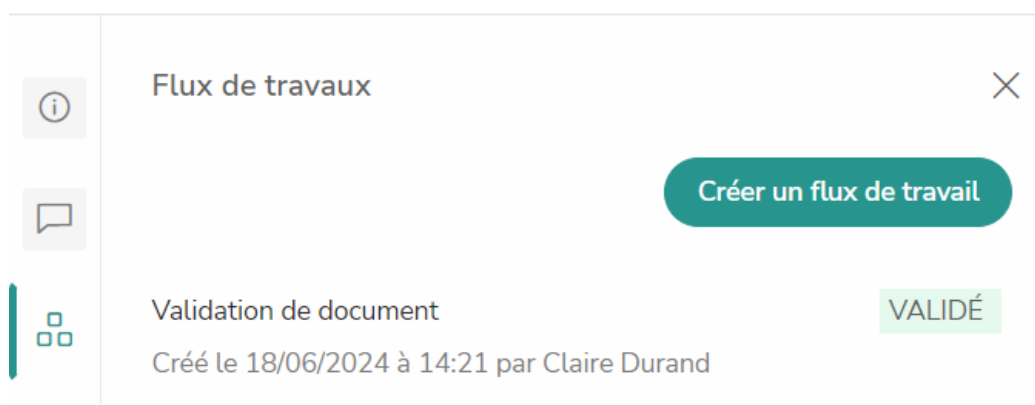 Flux de travaux
Créer un flux de travail
Validation de document VALIDÉ
Créé le 18/06/2024 à 14:21 par Claire Durand